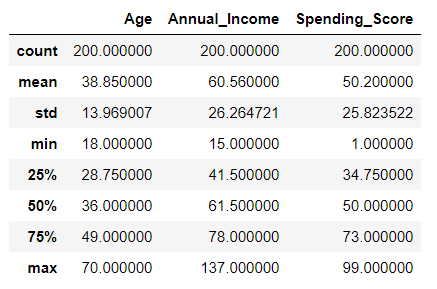 Age Annual_Income Spending_Score
count 200.000000 200.000000 200.000000
mean 38.850000 60.560000 50.200000
std 13.969007 26.264721 25.823522
min 18.000000 15.000000 1.000000
25% 28.750000 41.500000 34.750000
50% 36.000000 61.500000 50.000000
75% 49.000000 78.000000 73.000000
max 70.000000 137.000000 99.000000